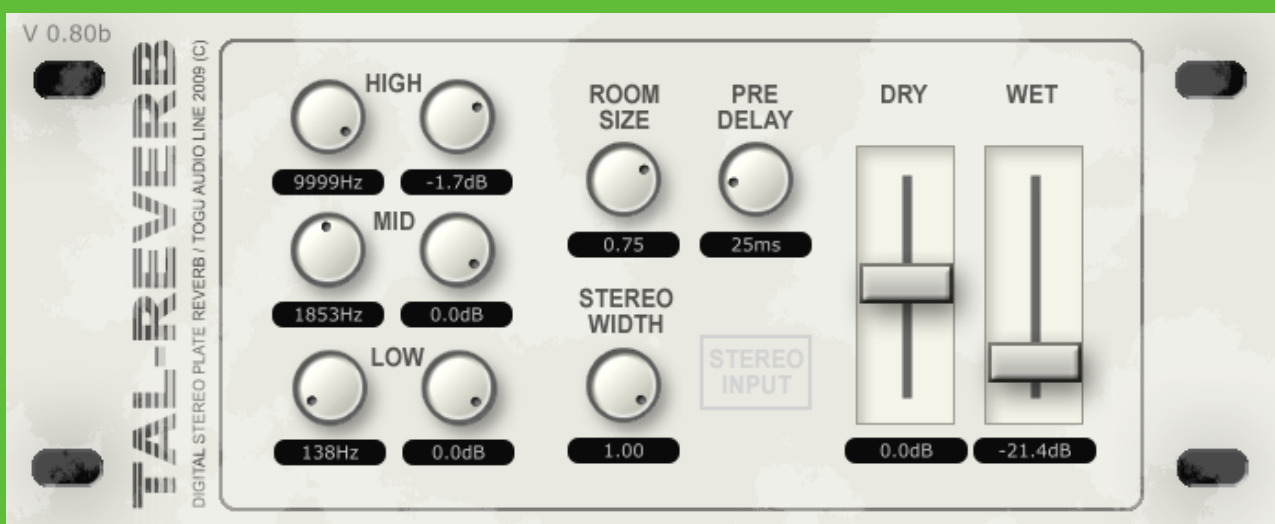 V 0.80b
TAL-REVERB
DIGITAL STEREO PLATE REVERB / TOGU AUDIO LINE 2009 (C)
HIGH
9999Hz
-1.7dB
MID
1853Hz
0.0dB
LOW
138Hz
0.0dB
ROOM
SIZE
0.75
PRE
DELAY
25ms
STEREO
WIDTH
1.00
STEREO
INPUT
DRY
0.0dB
WET
-21.4dB